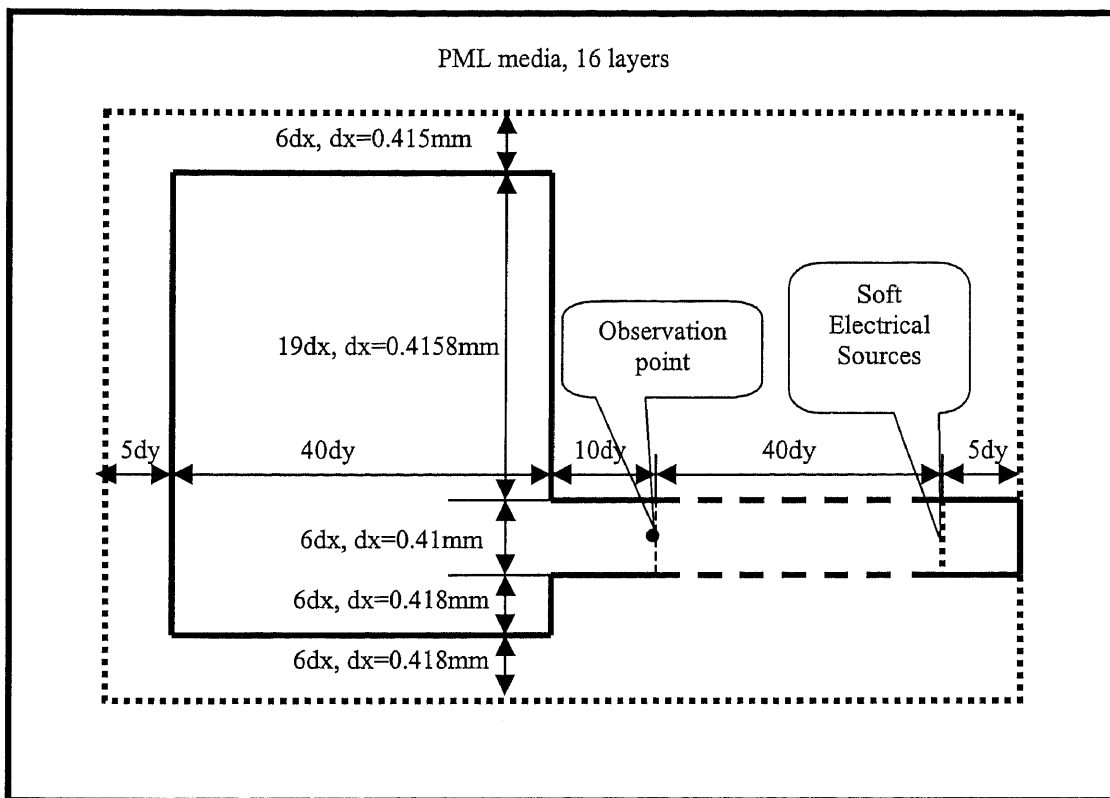 PML media, 16 layers
6dx, dx=0.415mm
19dx, dx=0.4158mm
Observation
point
Soft
Electrical
Sources
5dy
40dy
10dy
40dy
5dy
6dx, dx=0.41mm
6dx, dx=0.418mm
6dx, dx=0.418mm